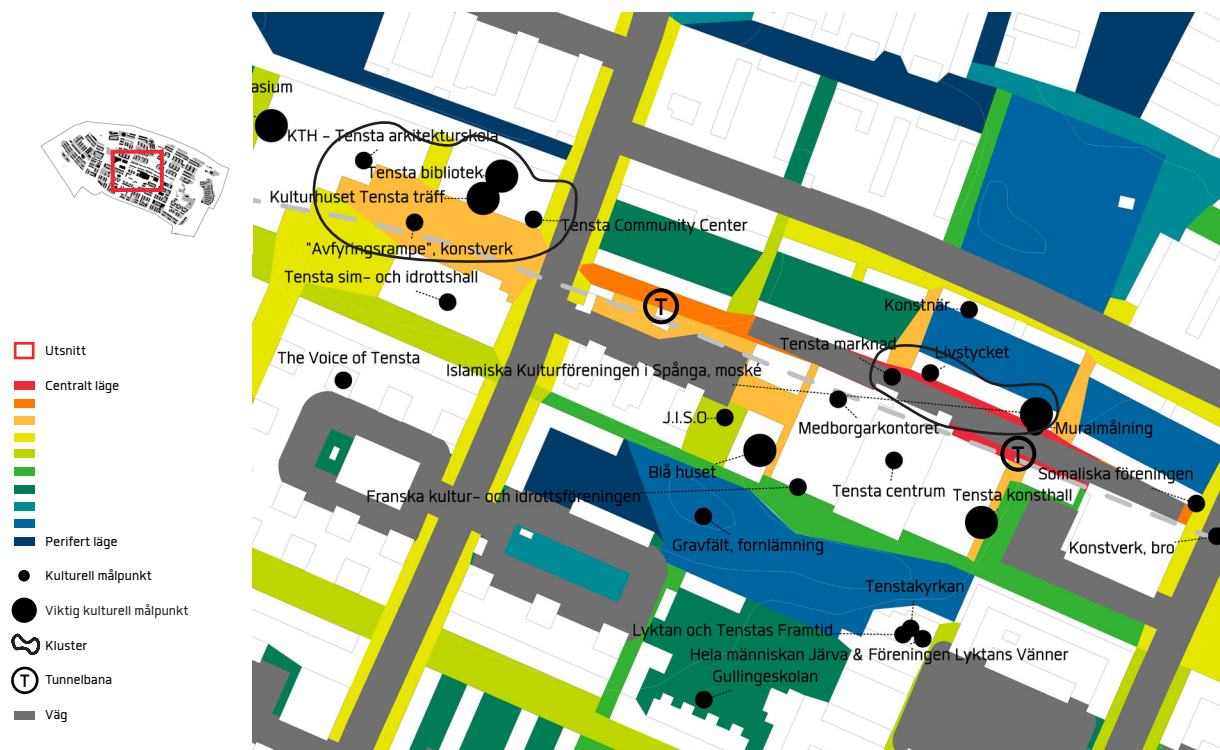 Utsnitt
Centralt läge
Perifert läge
Kulturell målpunkt
Viktig kulturell målpunkt
Kluster
T Tunnelbana
Väg
asium
KTH - Tensta arkitekturskola
Tensta bibliotek
Kulturhuset Tensta träff
Tensta Community Center
"Avfyringsrampe", konstverk
Tensta sim- och idrottshall
T
Konstnär
Tensta marknad
Livstycket
The Voice of Tensta
Islamiska Kulturföreningen i Spånga, moské
J.I.S.O
Medborgarkontoret
Muralmålning
T
Blå huset
Somaliska föreningen
Franska kultur- och idrottsföreningen
Tensta centrum
Tensta konsthall
Gravfält, fornlämning
Konstverk, bro
Tenstakyrkan
Lyktan och Tenstas Framtid
Hela människan Järva & Föreningen Lyktans Vänner
Gullingeskolan